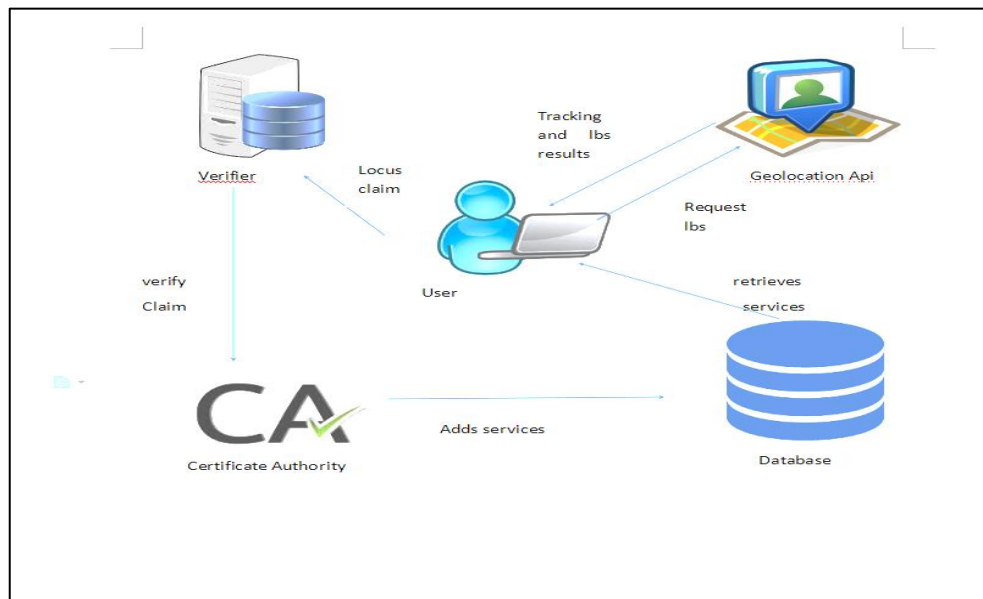 Tracking
and lbs
results
Verifier
Locus
claim
Geolocation Api
Request
lbs
User
verify
Claim
retrieves
services
CA
Certificate Authority
Adds services
Database